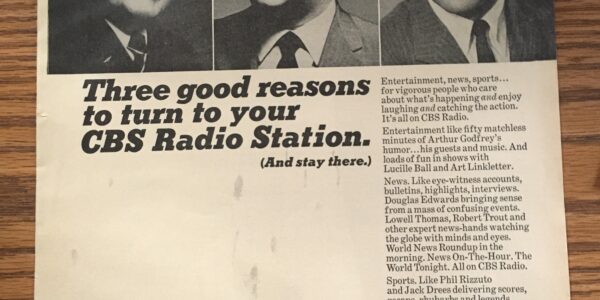 Three good reasons
to turn to your
CBS Radio Station.
(And stay there.)
Entertainment, news, sports...
for vigorous people who care
about what's happening and enjoy
laughing and catching the action.
It's all on CBS Radio.
Entertainment like fifty matchless
minutes of Arthur Godfrey's
humor...his guests and music. And
loads of fun in shows with
Lucille Ball and Art Linkletter.
News. Like eye-witness accounts,
bulletins, highlights, interviews.
Douglas Edwards bringing sense
from a mass of confusing events.
Lowell Thomas, Robert Trout and
other expert news-hands watching
the globe with minds and eyes.
World News Roundup in the
morning. News On-The-Hour. The
World Tonight. All on CBS Radio.
Sports. Like Phil Rizzuto
and Jack Drees delivering scores,
rhubarbs and legends